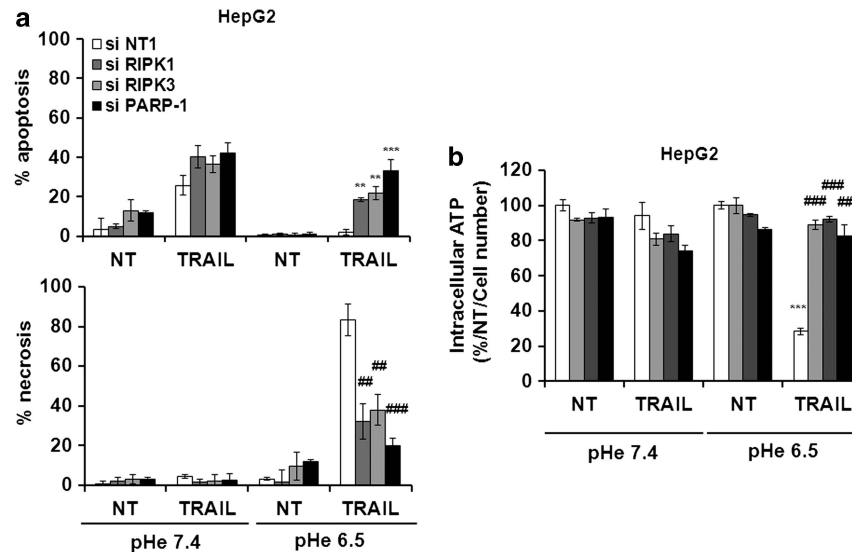 a
HepG2
si NT1
si RIPK1
si RIPK3
si PARP-1
% apoptosis
100
80
60
40
20
0
** ** ***
NT TRAIL NT TRAIL
% necrosis
100
80
60
40
20
0
## ## ###
NT TRAIL NT TRAIL
pHe 7.4 pHe 6.5
b
HepG2
Intracellular ATP
(%/NT/Cell number)
120
100
80
60
40
20
0
***
### ### ##
NT TRAIL NT TRAIL
pHe 7.4 pHe 6.5